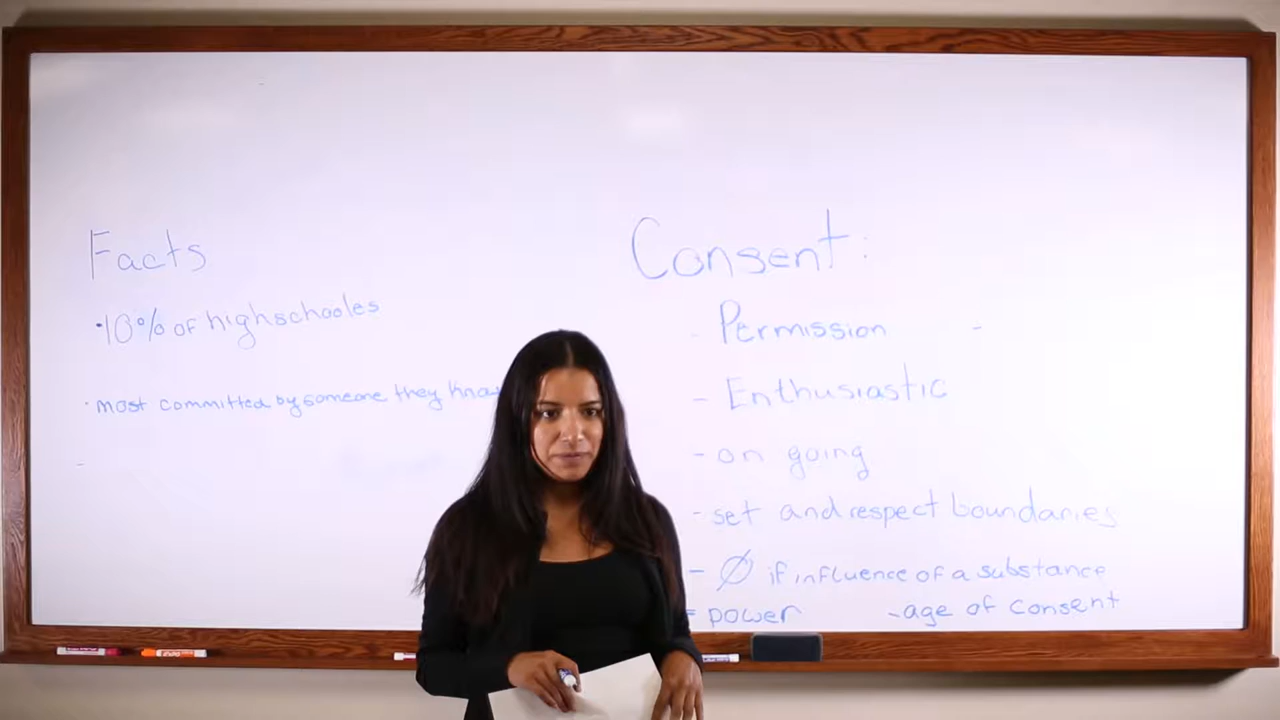 Facts
•10% of highschooles
• most committed by someone they know
-
Consent:
- Permission -
- Enthusiastic
- on going
- set and respect boundaries
- Ø if influence of a substance
= power - age of consent